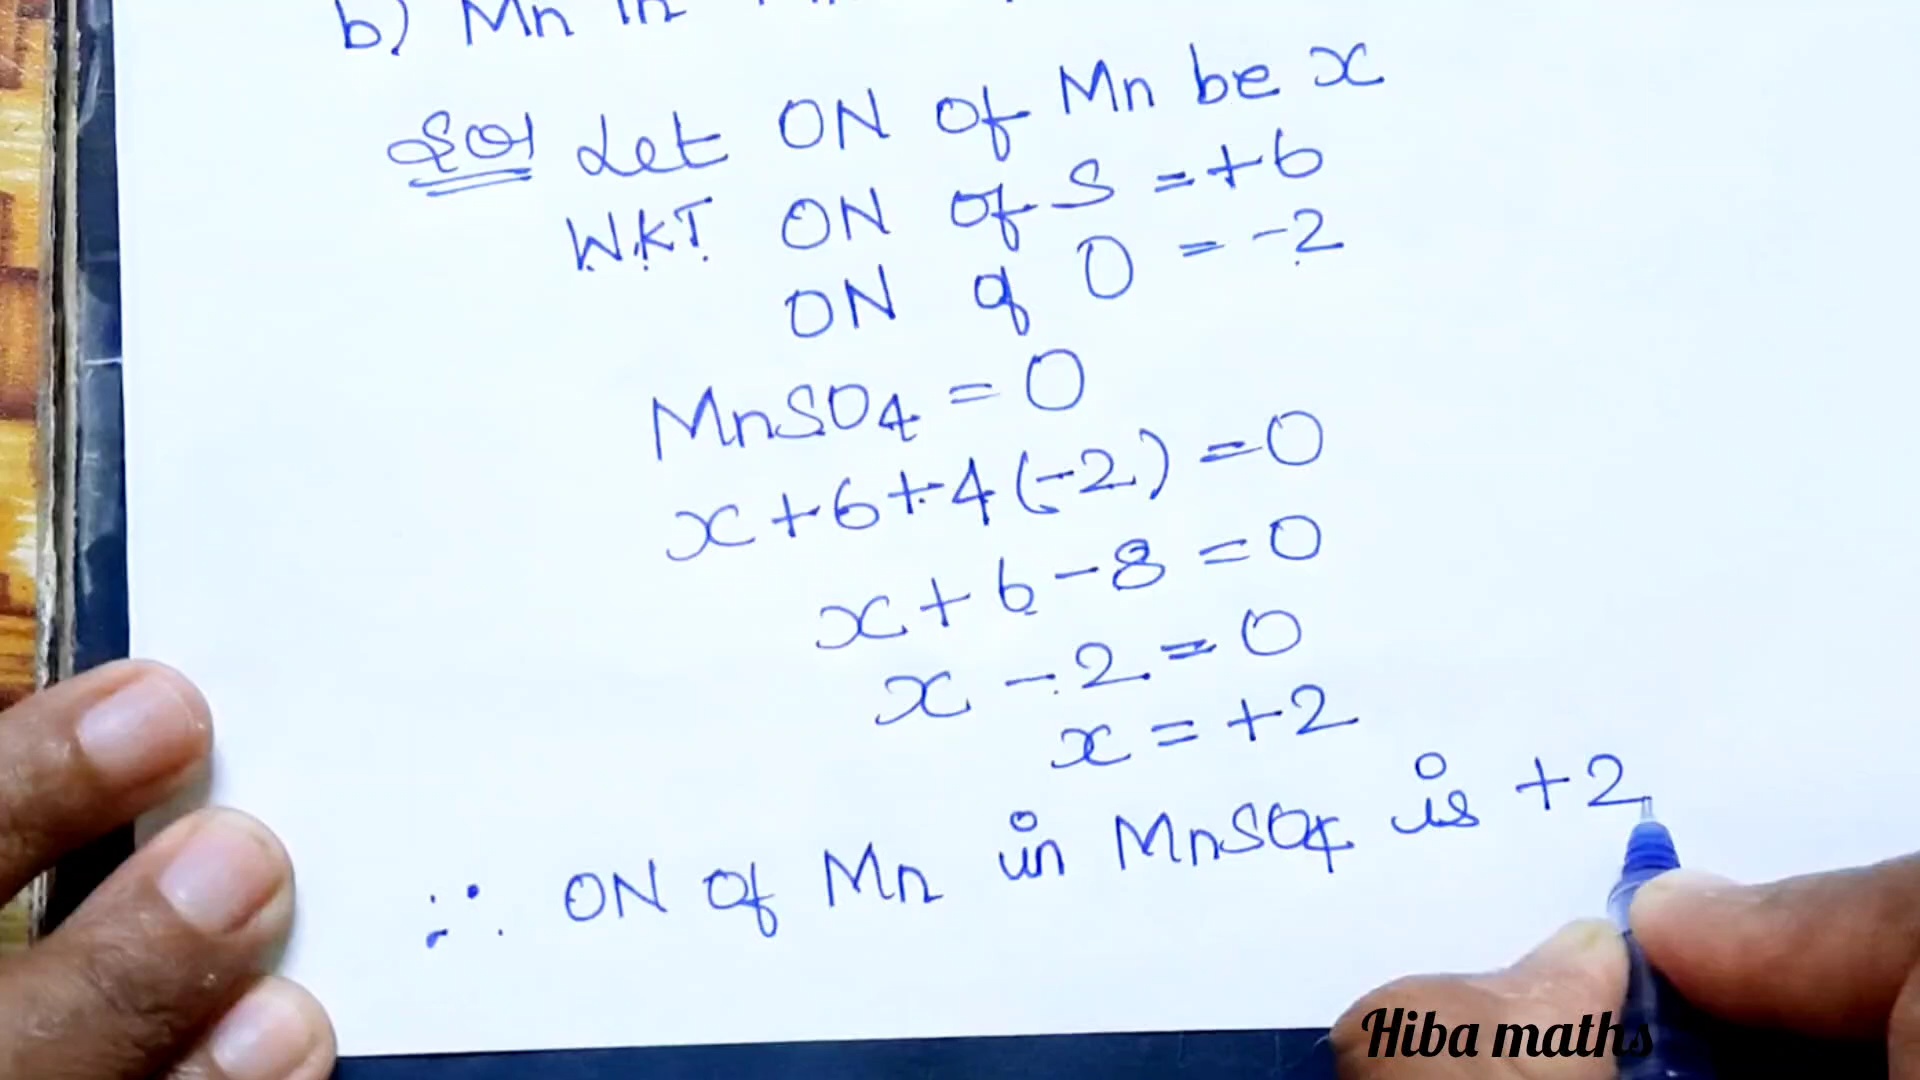 b) Mn in
Sol Let ON of Mn be x
W.K.T. ON of S = +6
ON of O = -2
MnSO4 = 0
x+6+4(-2) = 0
x+6-8 = 0
x-2 = 0
x = +2
∴ ON of Mn in MnSO4 is +2
Hiba maths